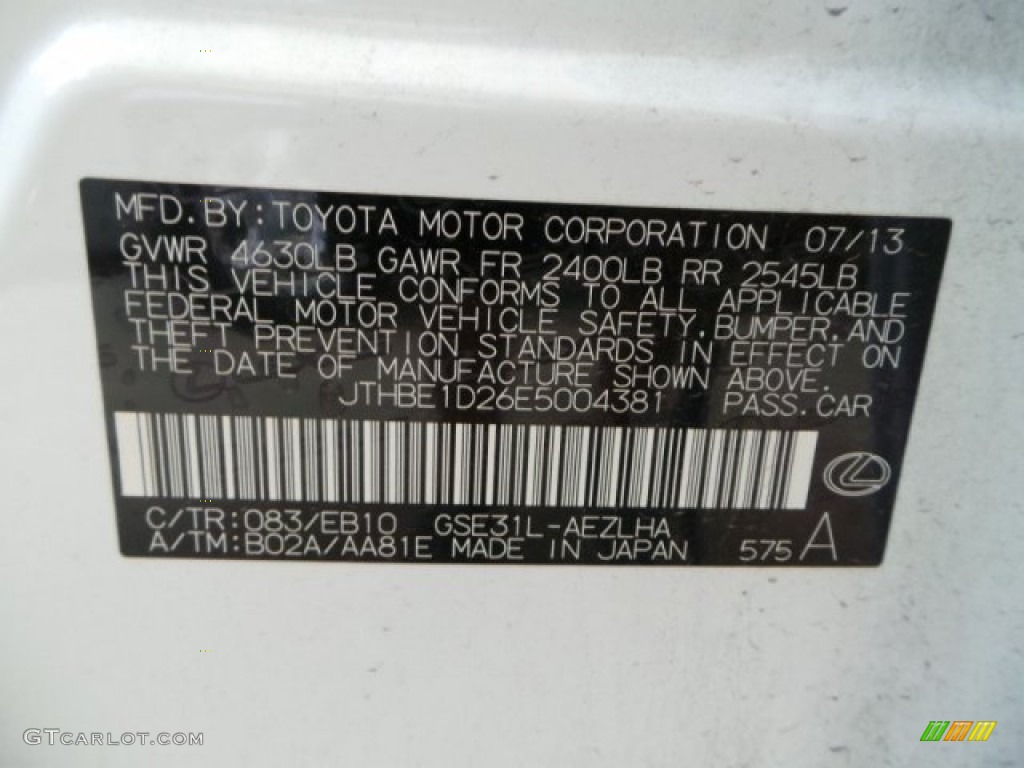 MFD.BY:TOYOTA MOTOR CORPORATION 07/13
GVWR 4630LB GAWR FR 2400LB RR 2545LB
THIS VEHICLE CONFORMS TO ALL APPLICABLE
FEDERAL MOTOR VEHICLE SAFETY,BUMPER,AND
THEFT PREVENTION STANDARDS IN EFFECT ON
THE DATE OF MANUFACTURE SHOWN ABOVE.
JTHBE1D26E5004381 PASS.CAR
C/TR:083/EB10 GSE31L-AEZLHA
A/TM:B02A/AA81E MADE IN JAPAN 575 A
GTCARLOT.COM